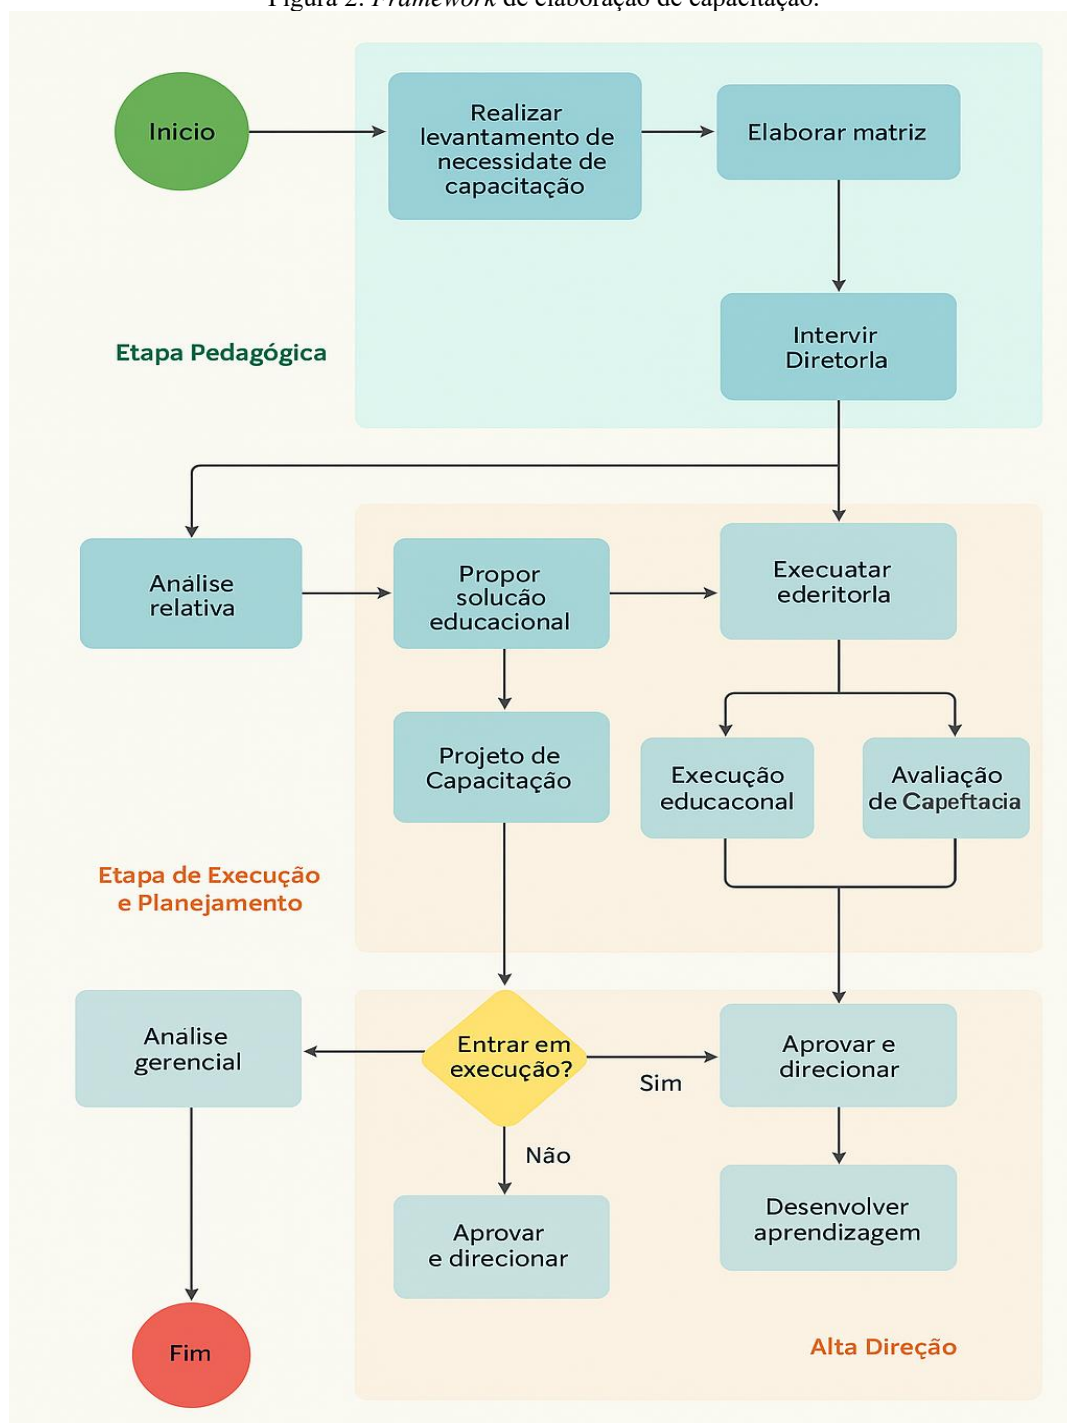 Figura 2: Framework de elaboração de capacitação.
Inicio
Realizar
levantamento de
necessidate de
capacitação
Elaborar matriz
Intervir
Diretorla
Etapa Pedagógica
Análise
relativa
Propor
solucão
educacional
Execuatar
ederitorla
Projeto de
Capacitação
Execução
educaconal
Avaliação
de Capeftacia
Etapa de Execução
e Planejamento
Análise
gerencial
Entrar em
execução?
Sim
Aprovar e
direcionar
Não
Aprovar
e direcionar
Desenvolver
aprendizagem
Fim
Alta Direção